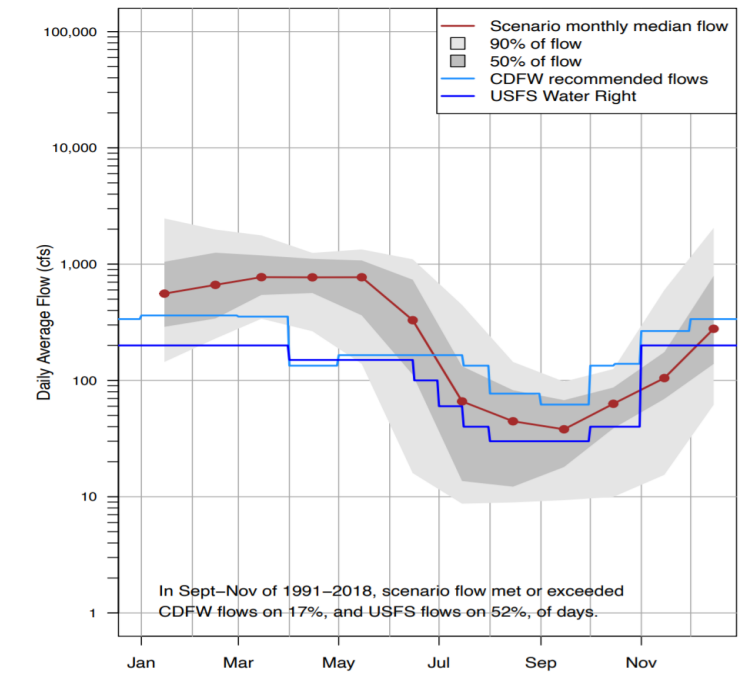 Scenario monthly median flow
90% of flow
50% of flow
CDFW recommended flows
USFS Water Right
Daily Average Flow (cfs)
100,000
10,000
1,000
100
10
1
In Sept−Nov of 1991−2018, scenario flow met or exceeded
CDFW flows on 17%, and USFS flows on 52%, of days.
Jan Mar May Jul Sep Nov